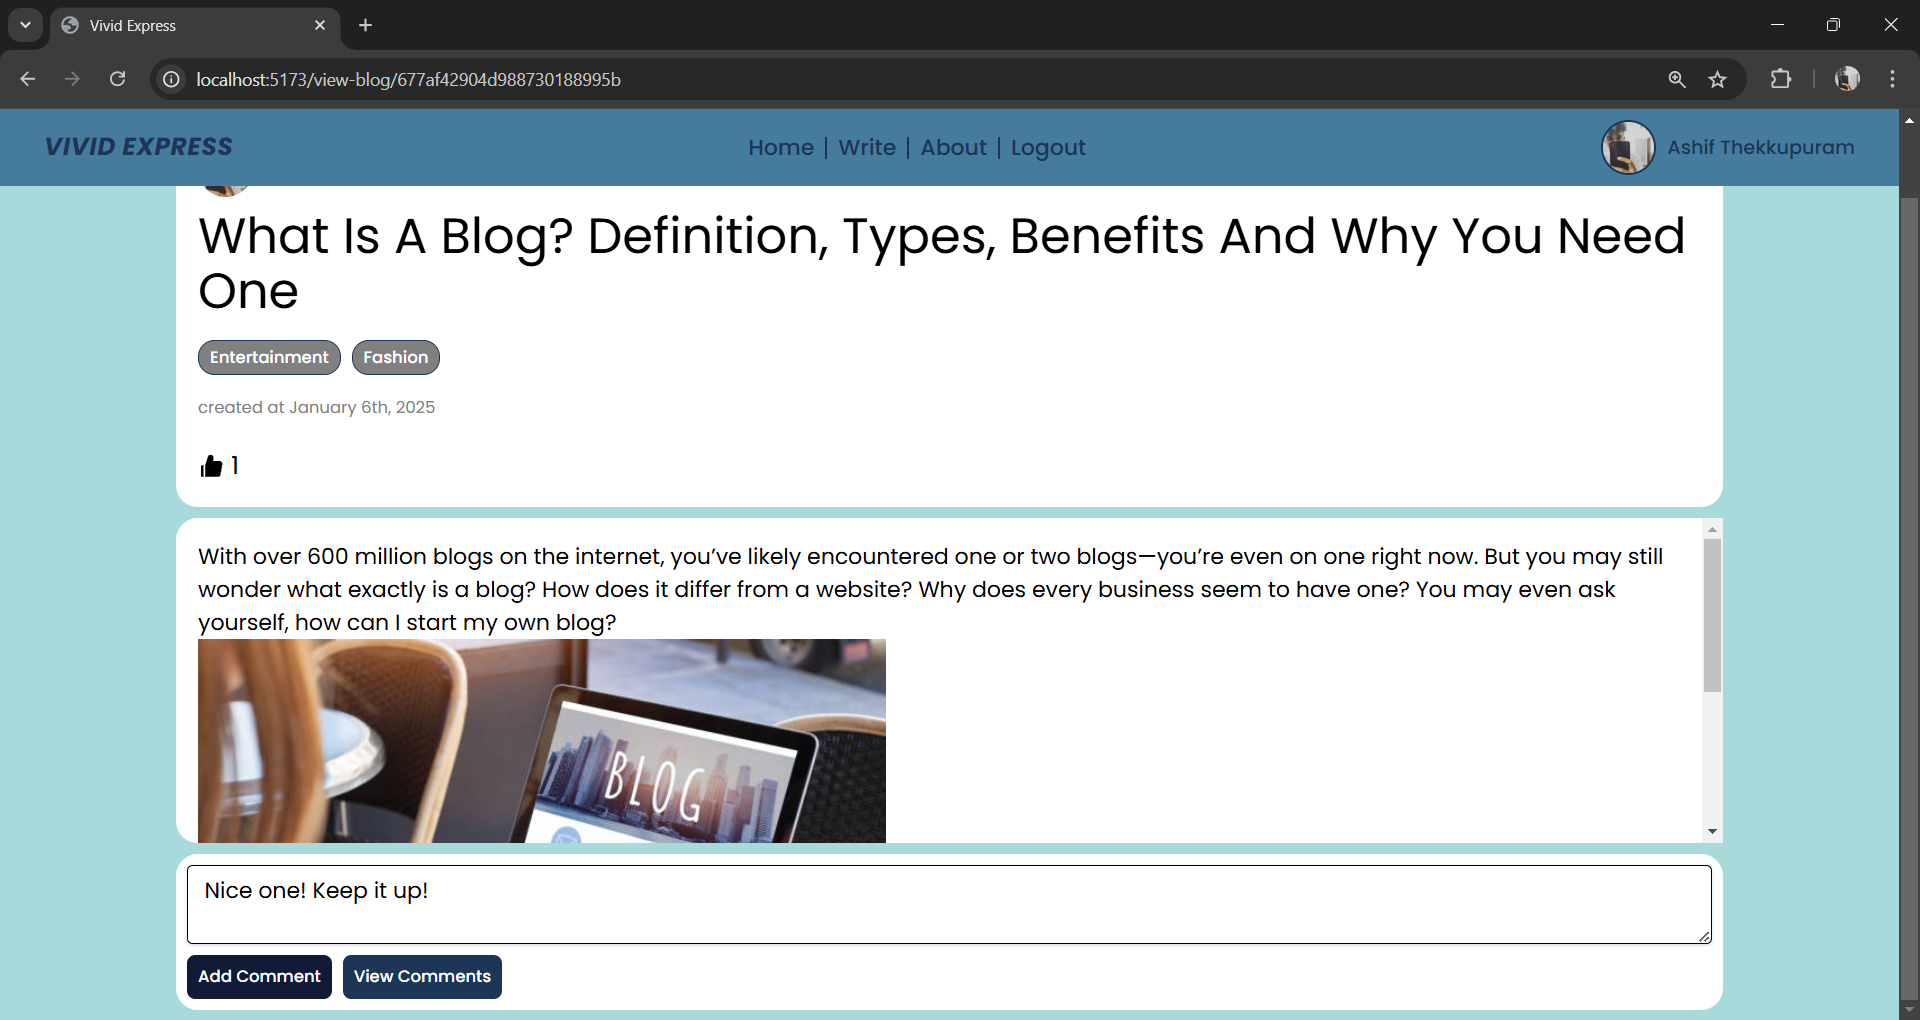 Vivid Express
localhost:5173/view-blog/677af42904d988730188995b
VIVID EXPRESS
Home | Write | About | Logout
Ashif Thekkupuram
What Is A Blog? Definition, Types, Benefits And Why You Need
One
Entertainment Fashion
created at January 6th, 2025
1
With over 600 million blogs on the internet, you’ve likely encountered one or two blogs—you’re even on one right now. But you may still
wonder what exactly is a blog? How does it differ from a website? Why does every business seem to have one? You may even ask
yourself, how can I start my own blog?
BLOG
Nice one! Keep it up!
Add Comment View Comments